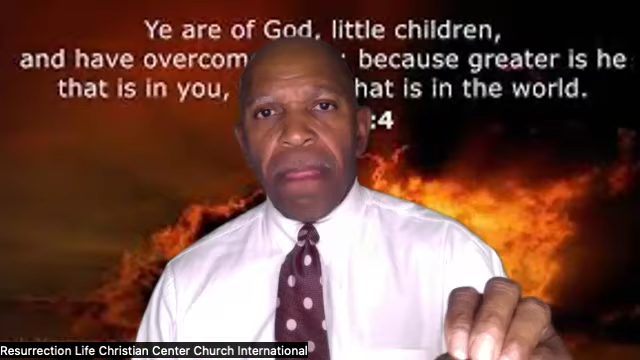 Ye are of God, little children,
and have overcom : because greater is he
that is in you, hat is in the world.
:4
Resurrection Life Christian Center Church International